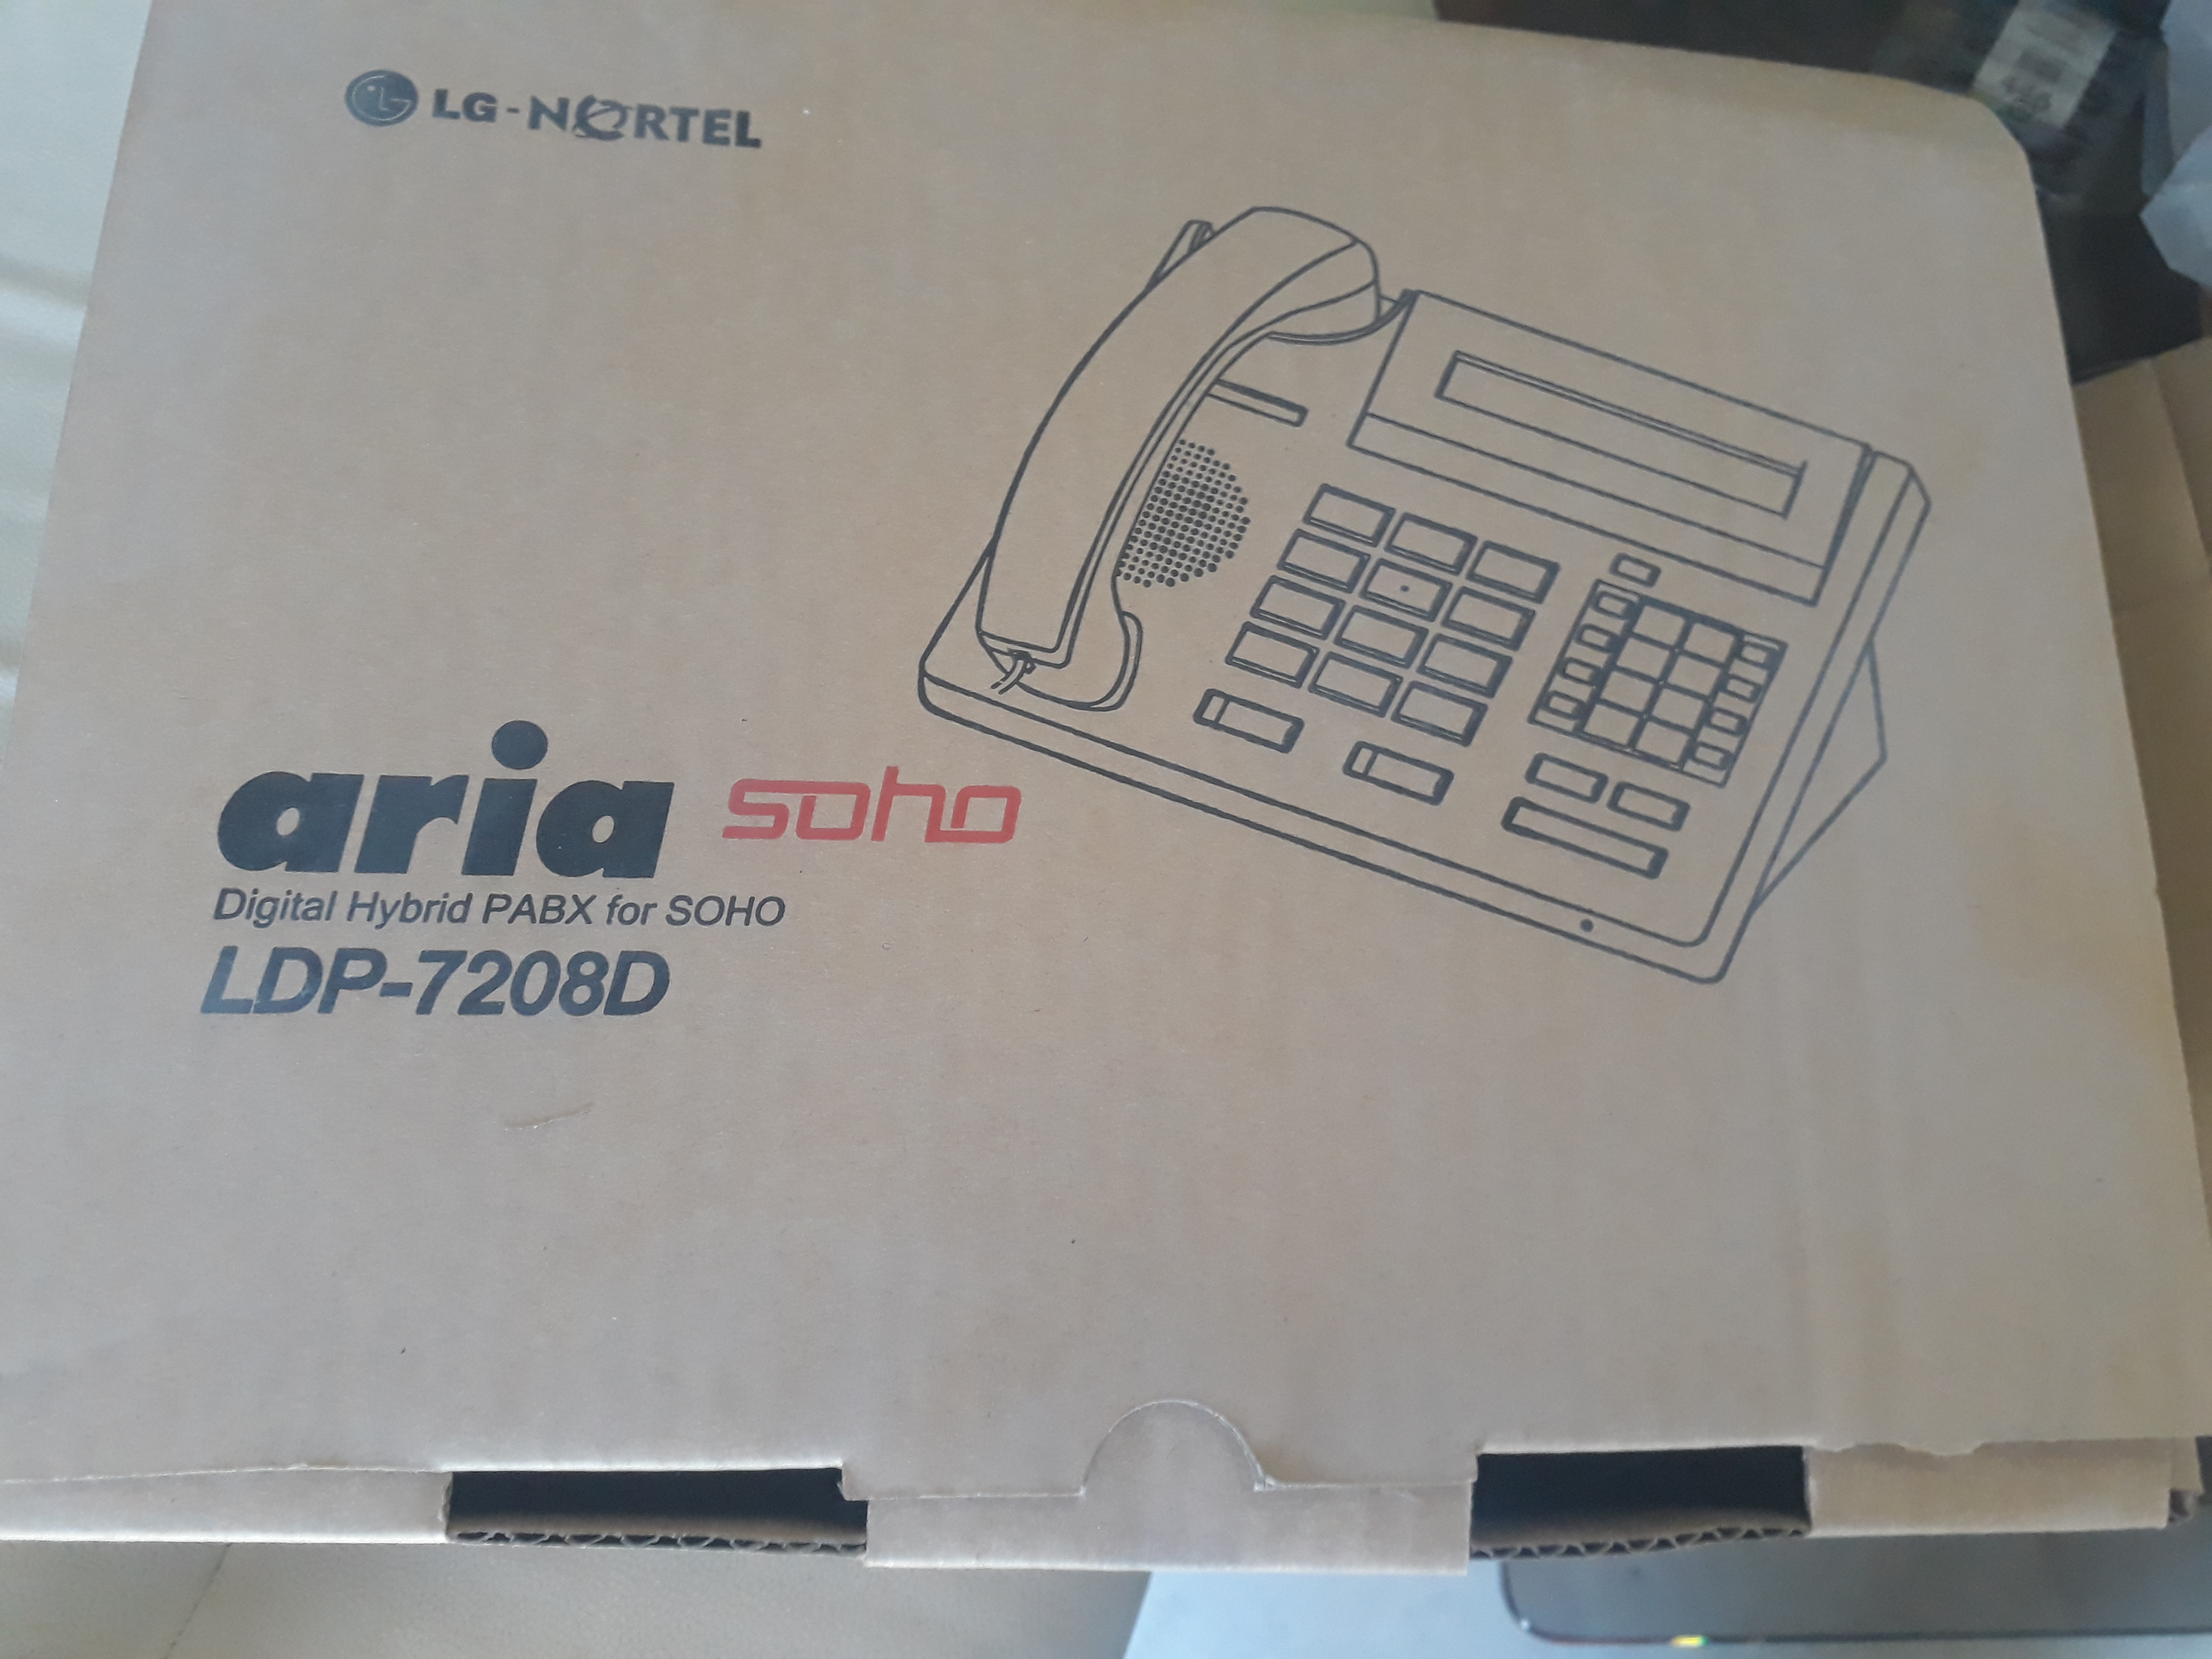 LG-NORTEL
aria soho
Digital Hybrid PABX for SOHO
LDP-7208D